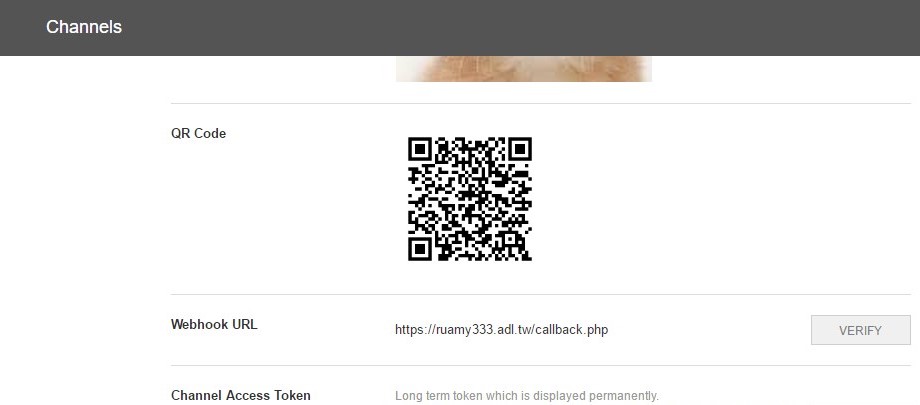 Channels
QR Code
Webhook URL
https://ruamy333.adl.tw/callback.php
VERIFY
Channel Access Token
Long term token which is displayed permanently.